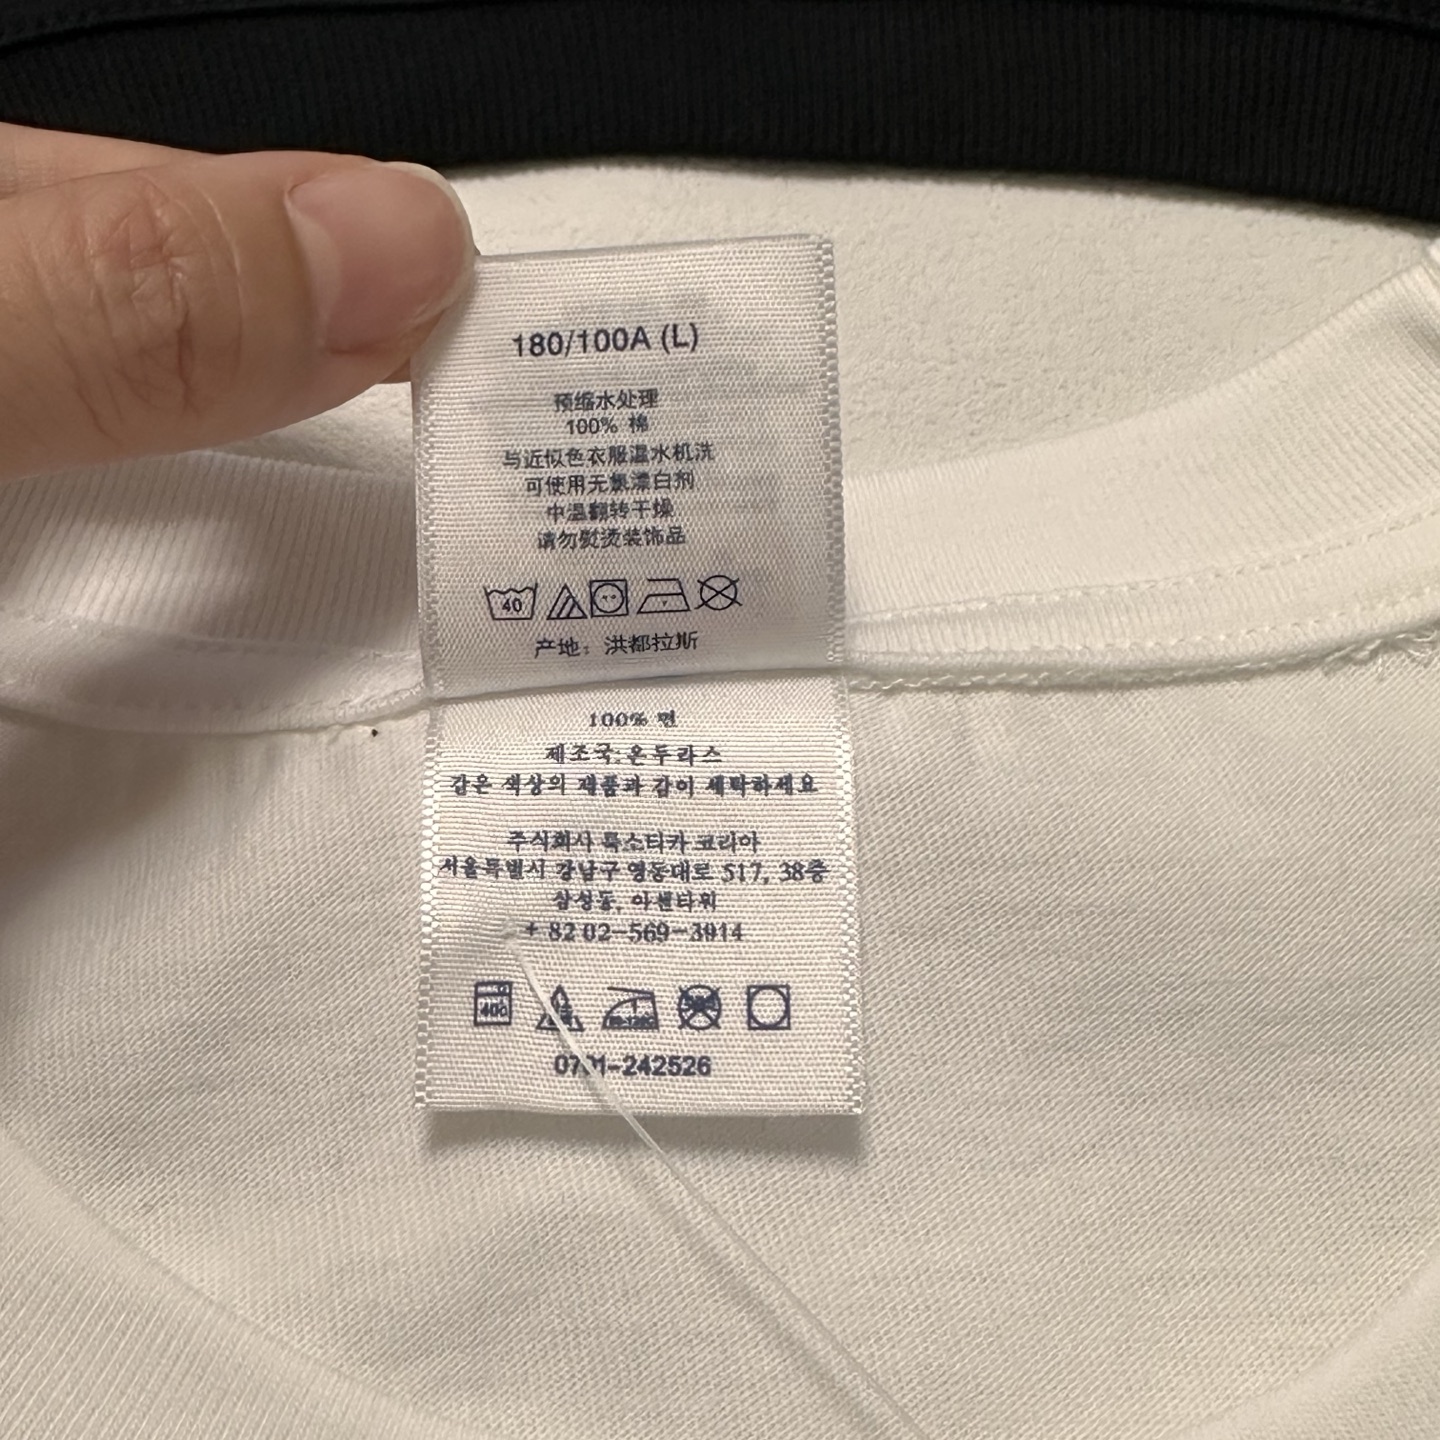 180/100A (L)
预缩水处理
100% 棉
与近似色衣服温水机洗
可使用无氯漂白剂
中温翻转干燥
请勿熨烫装饰品
40
产地：洪都拉斯
100% 면
제조국:온두라스
같은 색상의 제품과 같이 세탁하세요
주식회사 록소티카 코리아
서울특별시 강남구 영동대로 517, 38층
삼성동, 아셈타워
+ 82 02-569-3914
-242526